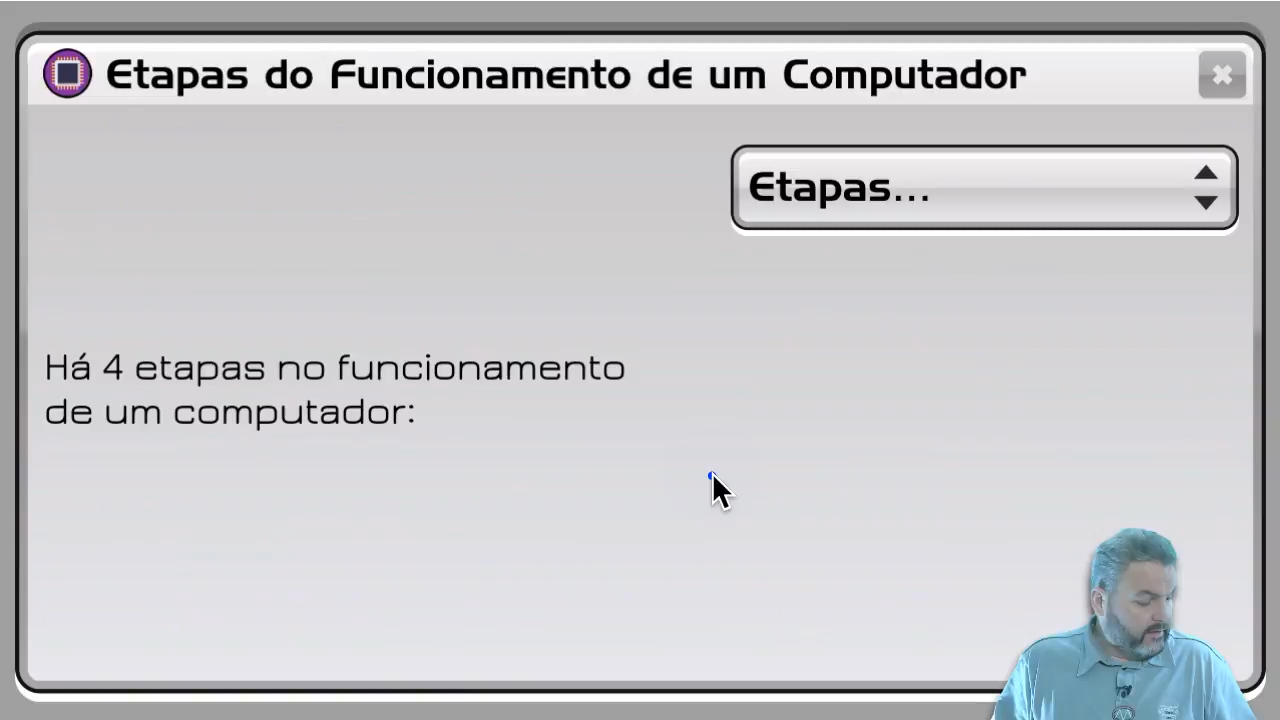 Etapas do Funcionamento de um Computador
Etapas...
Há 4 etapas no funcionamento
de um computador: